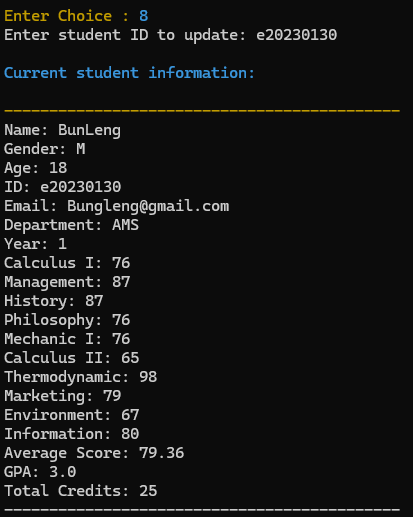 Enter Choice : 8
Enter student ID to update: e20230130
Current student information:
--------------------------------------------
Name: BunLeng
Gender: M
Age: 18
ID: e20230130
Email: Bungleng@gmail.com
Department: AMS
Year: 1
Calculus I: 76
Management: 87
History: 87
Philosophy: 76
Mechanic I: 76
Calculus II: 65
Thermodynamic: 98
Marketing: 79
Environment: 67
Information: 80
Average Score: 79.36
GPA: 3.0
Total Credits: 25
--------------------------------------------